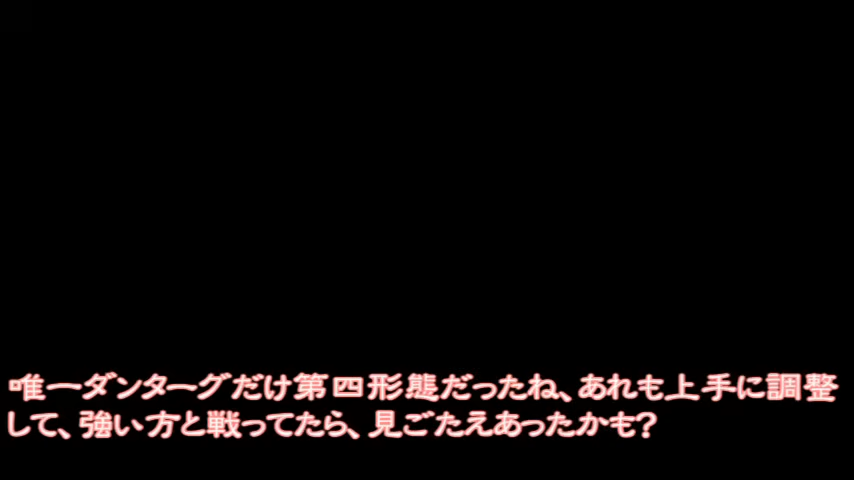 唯一ダンターグだけ第四形態だったね、あれも上手に調整
して、強い方と戦ってたら、見ごたえあったかも?